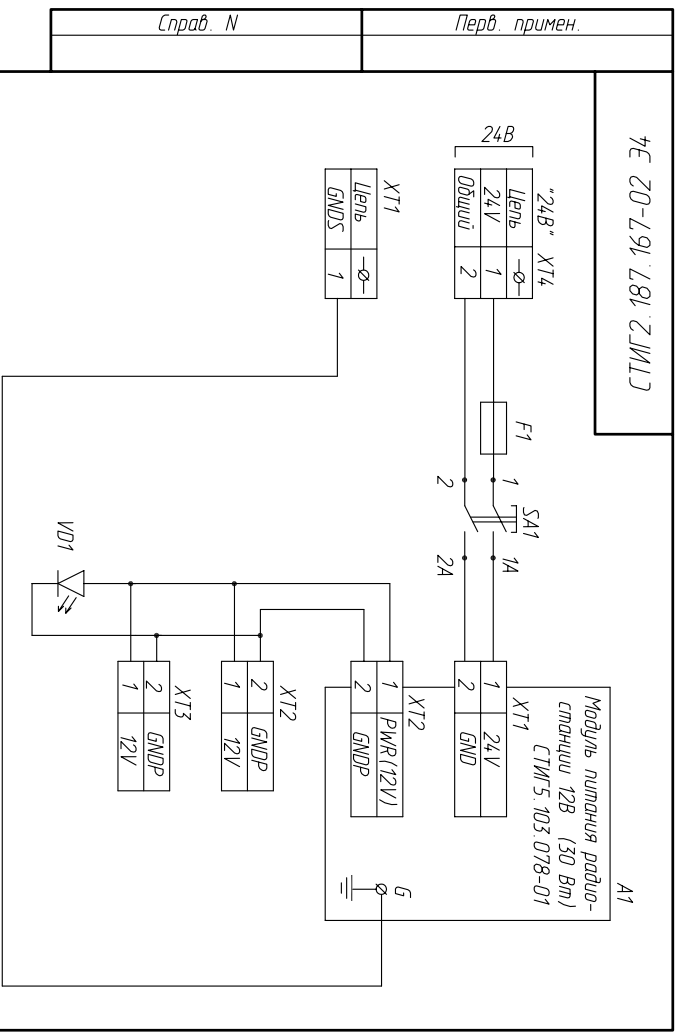 Справ. N
Перв. примен.
СТИГ2.187.197-02 Э4
24В
"24В" XT4
Цепь
24V 1
Общий 2
XT1
Цепь
GNDS 1
F1
SA1
1 1A
2 2A
VD1
A1
Модуль питания радио-
станции 12В (30 Вт)
СТИГ5.103.078-01
XT1
1 24V
2 GND
XT2
1 PWR(12V)
2 GNDP
G
XT2
2 GNDP
1 12V
XT3
2 GNDP
1 12V